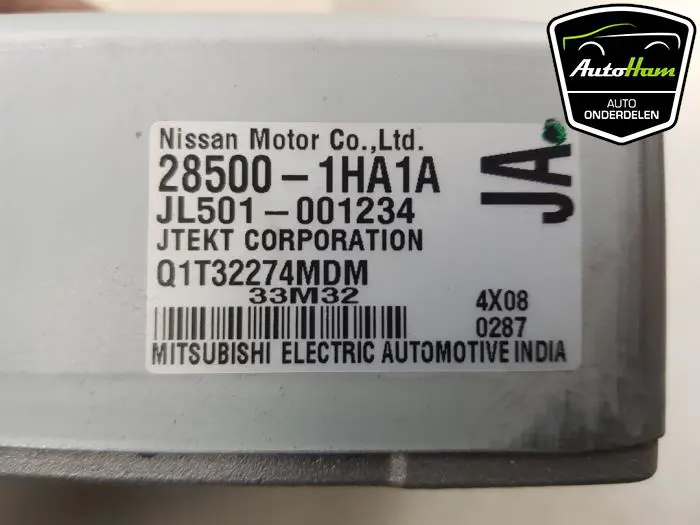 AutoHam
AUTO
ONDERDELEN
Nissan Motor Co.,Ltd.
28500-1HA1A
JA
JL501-001234
JTEKT CORPORATION
Q1T32274MDM
33M32
4X08
0287
MITSUBISHI ELECTRIC AUTOMOTIVE INDIA